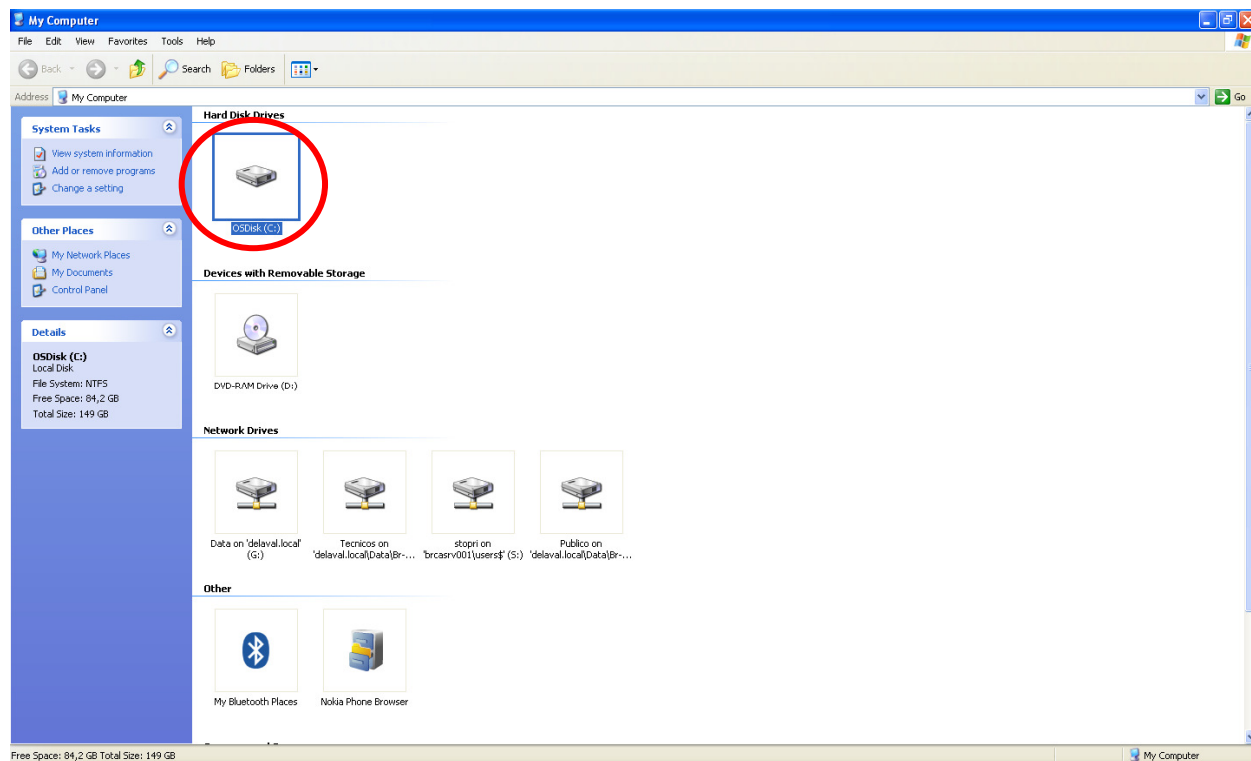 My Computer
File Edit View Favorites Tools Help
Back Search Folders
Address My Computer Go
System Tasks
View system information
Add or remove programs
Change a setting
Other Places
My Network Places
My Documents
Control Panel
Details
OSDisk (C:)
Local Disk
File System: NTFS
Free Space: 84,2 GB
Total Size: 149 GB
Hard Disk Drives
OSDisk (C:)
Devices with Removable Storage
DVD-RAM Drive (D:)
Network Drives
Data on 'delaval.local'
(G:)
Tecnicos on
'delaval.local\Data\Br-...
stopri on
'brcasrv001\users$' (S:)
Publico on
'delaval.local\Data\Br-...
Other
My Bluetooth Places
Nokia Phone Browser
Free Space: 84,2 GB Total Size: 149 GB
My Computer